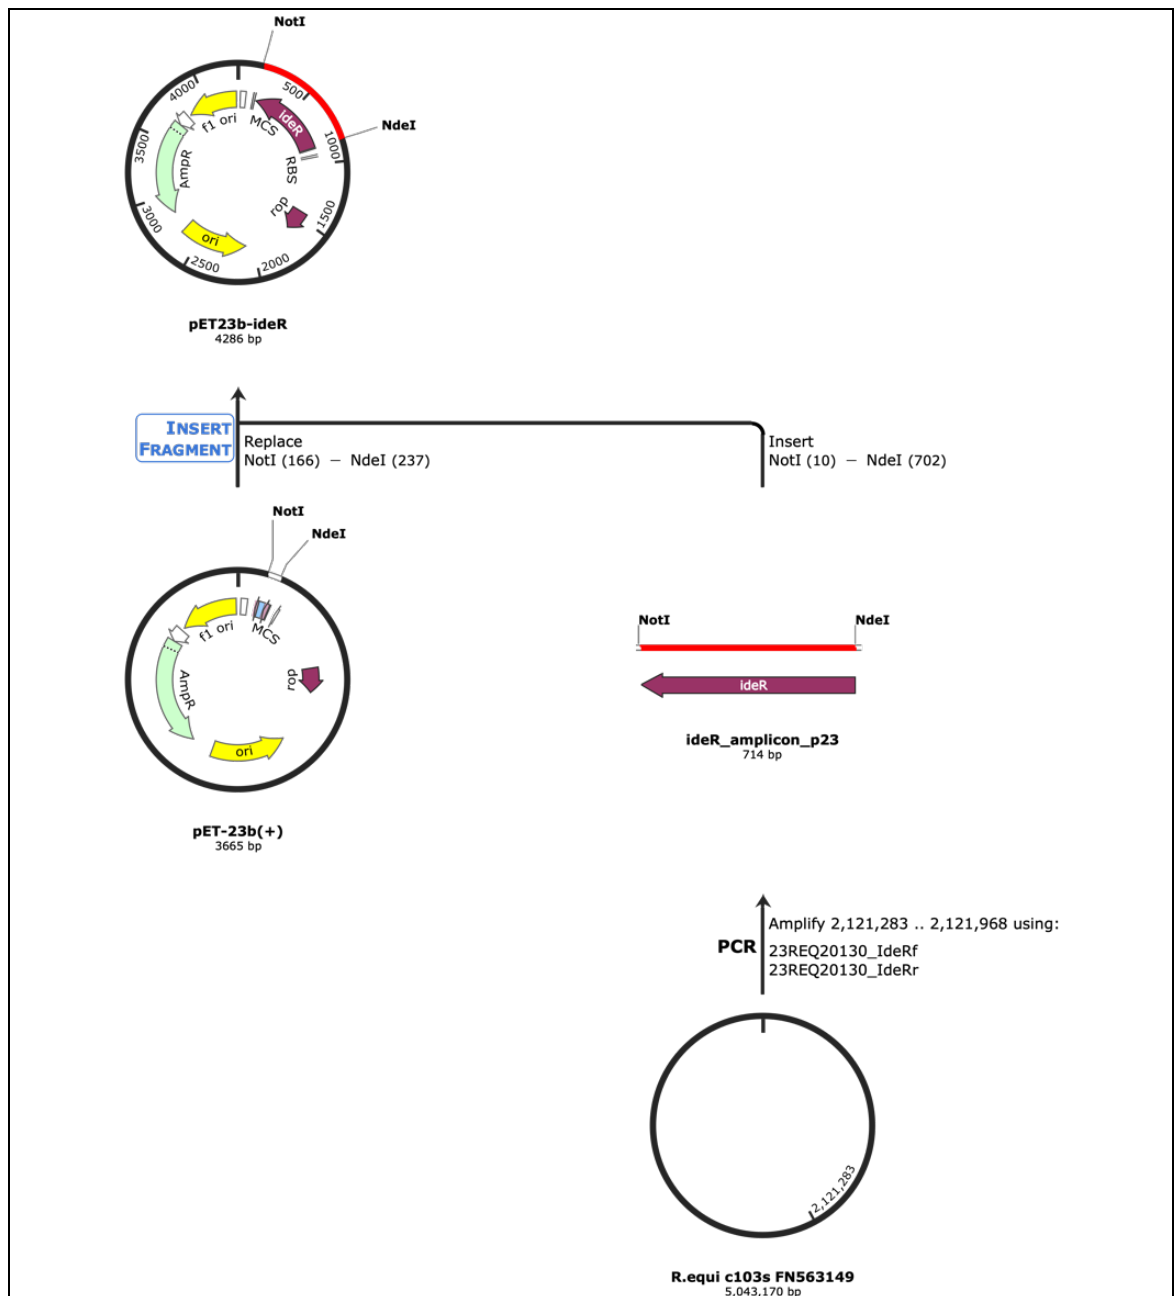 NotI
NdeI
4000
500
1000
3500
3000
1500
2500
2000
f1 ori
MCS
ideR
AmpR
RBS
rop
ori
pET23b-ideR
4286 bp
INSERT
FRAGMENT
Replace
NotI (166) – NdeI (237)
Insert
NotI (10) – NdeI (702)
NotI
NdeI
f1 ori
MCS
AmpR
rop
ori
pET-23b(+)
3665 bp
NotI
NdeI
ideR
ideR_amplicon_p23
714 bp
PCR
Amplify 2,121,283 .. 2,121,968 using:
23REQ20130_IdeRf
23REQ20130_IdeRr
2,121,283
R.equi c103s FN563149
5,043,170 bp